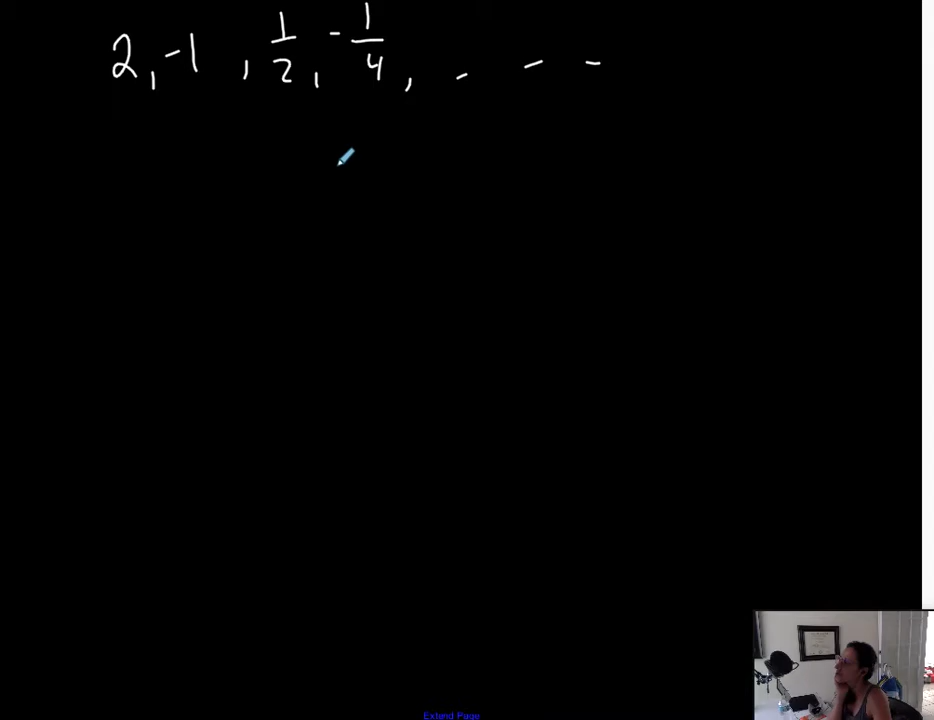 2, -1, 1/2, -1/4, . - -
Extend Page